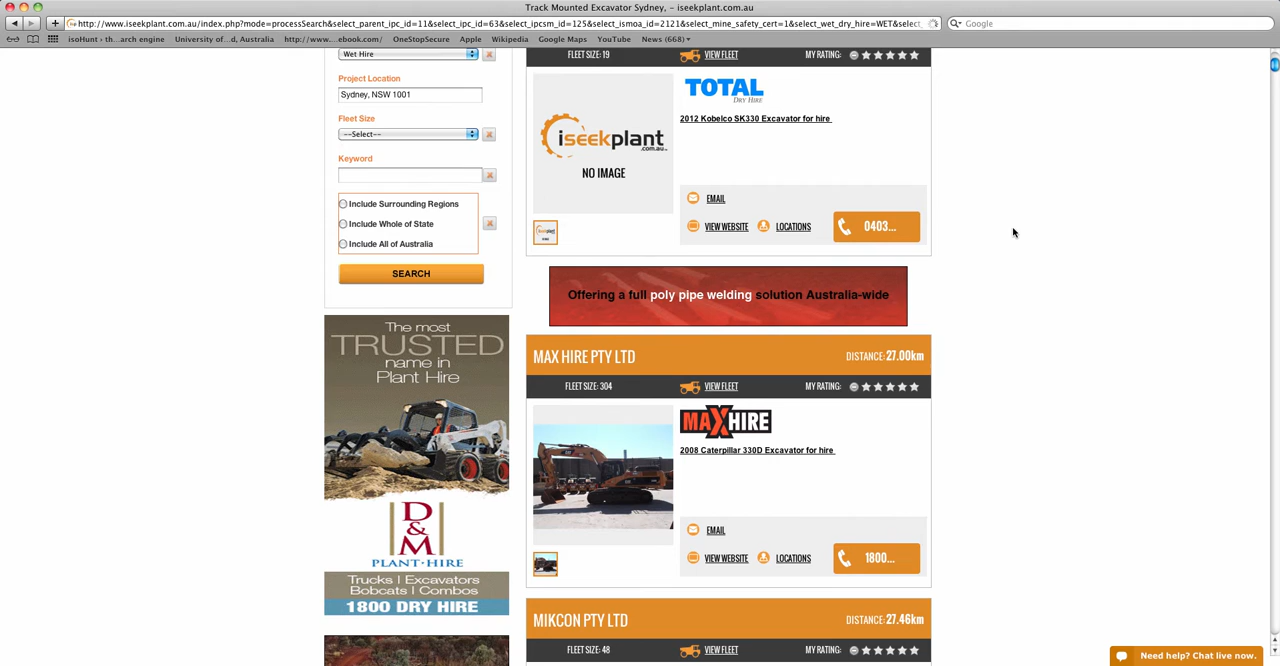 Track Mounted Excavator Sydney, – iseekplant.com.au
http://www.iseekplant.com.au/index.php?mode=processSearch&select_parent_ipc_id=11&select_ipc_id=63&select_ipcsm_id=125&select_ismoa_id=2121&select_mine_safety_cert=1&select_wet_dry_hire=WET&select_
Google
isoHunt › th...arch engine University of...d, Australia http://www....ebook.com/ OneStopSecure Apple Wikipedia Google Maps YouTube News (668)
Wet Hire
Project Location
Sydney, NSW 1001
Fleet Size
--Select--
Keyword
Include Surrounding Regions
Include Whole of State
Include All of Australia
SEARCH
The most
TRUSTED
name in
Plant Hire
D&M
PLANT·HIRE
Trucks | Excavators
Bobcats | Combos
1800 DRY HIRE
FLEET SIZE: 19 VIEW FLEET MY RATING:
iseekplant
.com.au
NO IMAGE
TOTAL
DRY HIRE
2012 Kobelco SK330 Excavator for hire
EMAIL
VIEW WEBSITE LOCATIONS 0403...
Offering a full poly pipe welding solution Australia-wide
MAX HIRE PTY LTD DISTANCE: 27.00km
FLEET SIZE: 304 VIEW FLEET MY RATING:
MAXHIRE
2008 Caterpillar 330D Excavator for hire
EMAIL
VIEW WEBSITE LOCATIONS 1800...
MIKCON PTY LTD DISTANCE: 27.46km
FLEET SIZE: 48 VIEW FLEET MY RATING:
Need help? Chat live now.